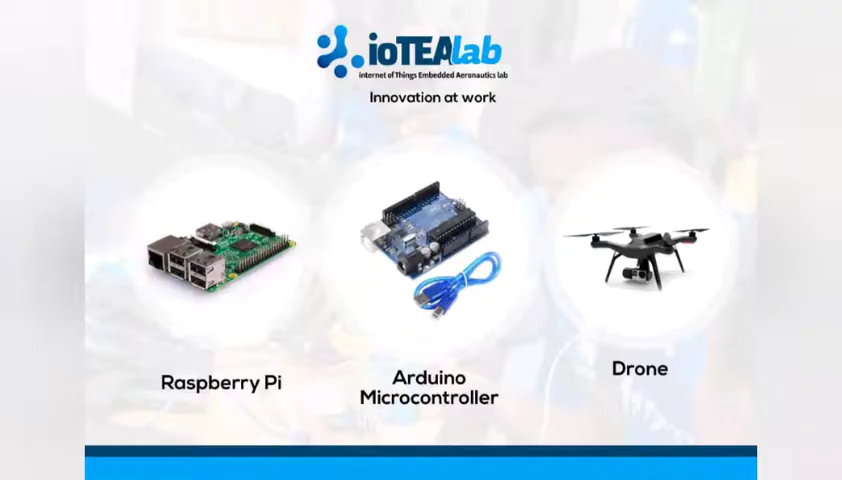 ioTEAlab
internet of Things Embedded Aeronautics lab
Innovation at work
Raspberry Pi
Arduino
Microcontroller
Drone